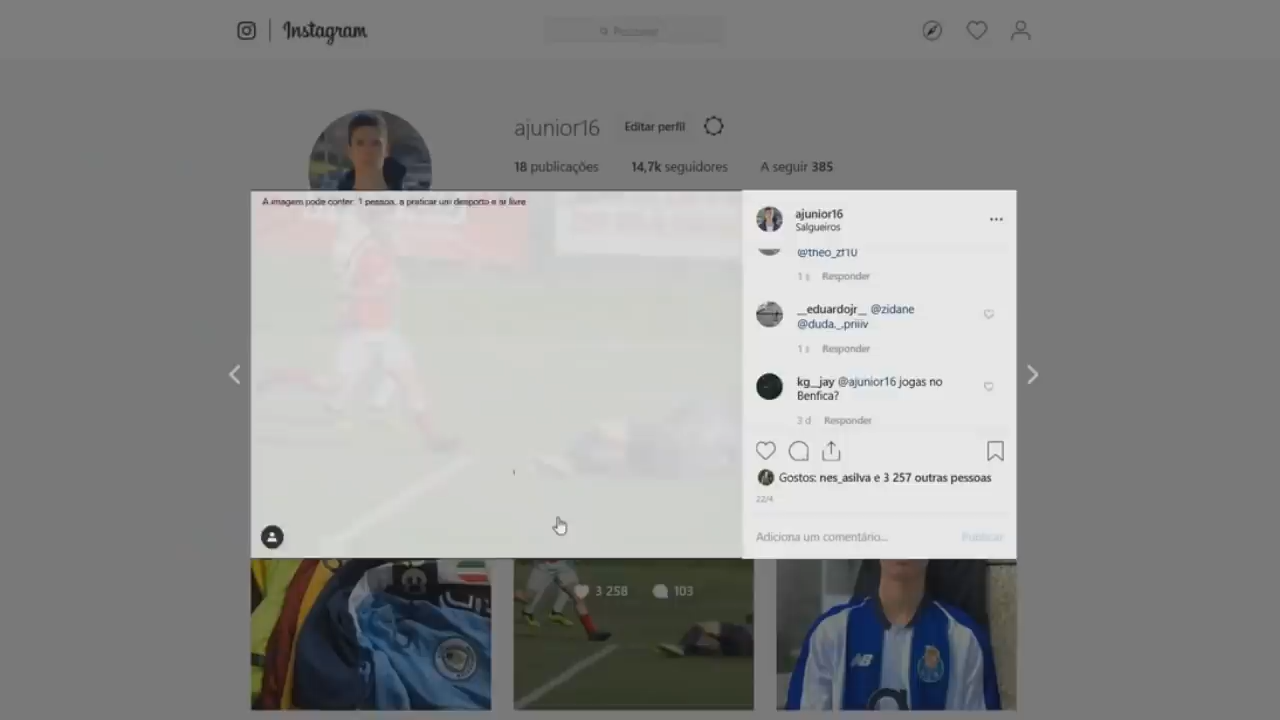 Instagram
Pesquisar
ajunior16 Editar perfil
18 publicações 14,7k seguidores A seguir 385
A imagem pode conter: 1 pessoa, a praticar um desporto e ar livre
ajunior16
Salgueiros
@theo_zf10
1 s Responder
__eduardojr__ @zidane
@duda._.priiiv
1 s Responder
kg__jay @ajunior16 jogas no
Benfica?
3 d Responder
Gostos: nes_asilva e 3 257 outras pessoas
22/4
Adiciona um comentário... Publicar
3 258 103